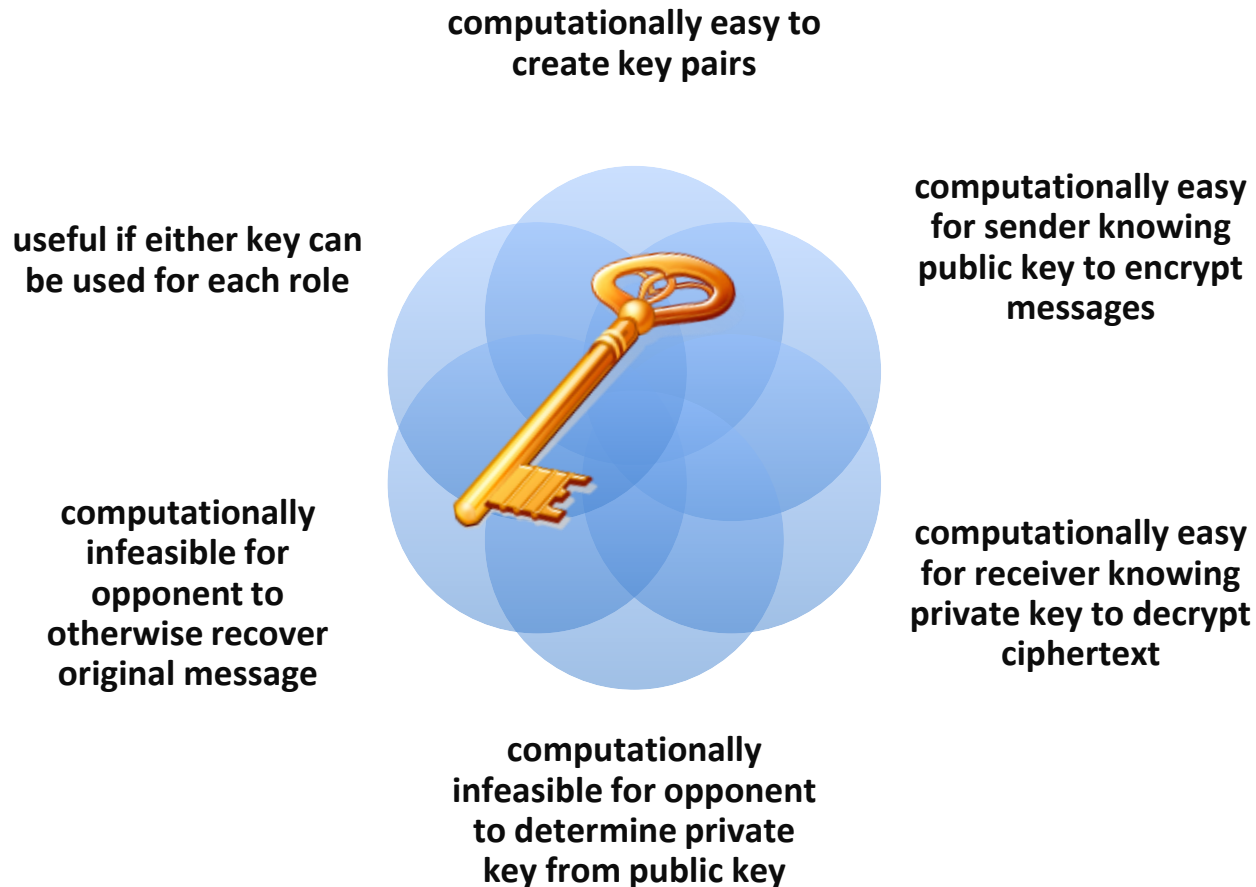 computationally easy to
create key pairs
computationally easy
for sender knowing
public key to encrypt
messages
computationally easy
for receiver knowing
private key to decrypt
ciphertext
computationally
infeasible for opponent
to determine private
key from public key
computationally
infeasible for
opponent to
otherwise recover
original message
useful if either key can
be used for each role